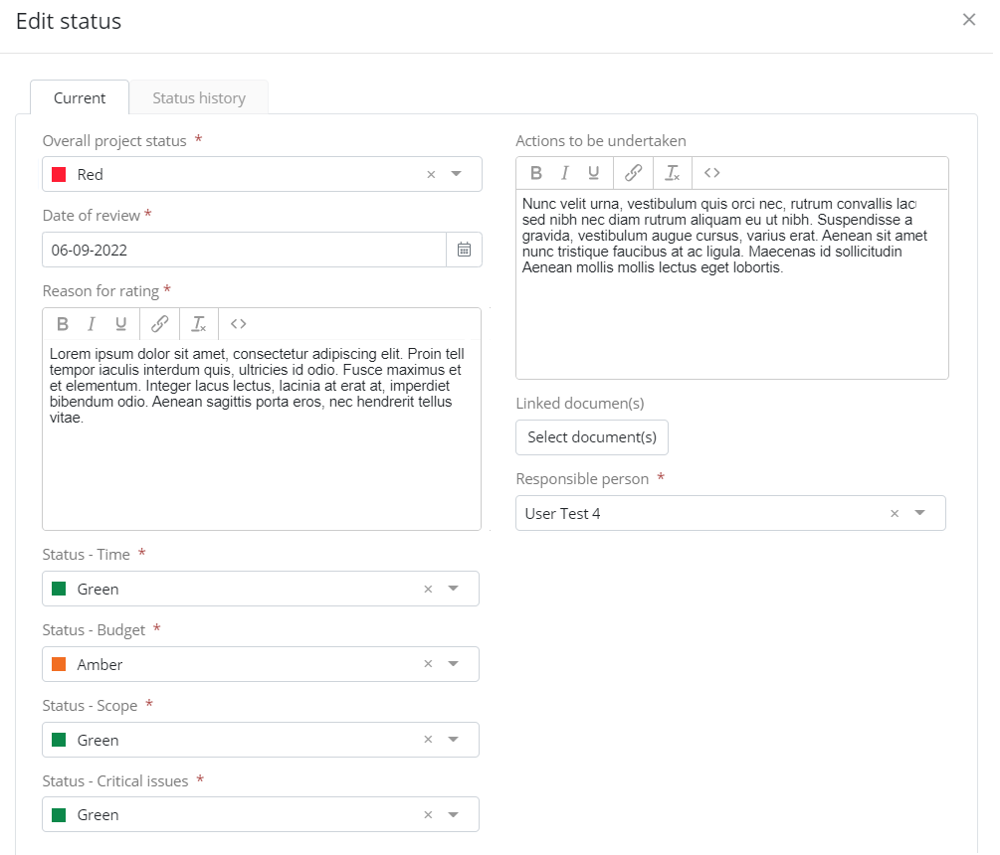 Edit status
Current
Status history
Overall project status *
Red
Date of review *
06-09-2022
Reason for rating *
B I U
Lorem ipsum dolor sit amet, consectetur adipiscing elit. Proin tell
tempor iaculis interdum quis, ultricies id odio. Fusce maximus et
et elementum. Integer lacus lectus, lacinia at erat at, imperdiet
bibendum odio. Aenean sagittis porta eros, nec hendrerit tellus
vitae.
Status - Time *
Green
Status - Budget *
Amber
Status - Scope *
Green
Status - Critical issues *
Green
Actions to be undertaken
B I U
Nunc velit urna, vestibulum quis orci nec, rutrum convallis
sed nibh nec diam rutrum aliquam eu ut nibh. Suspendisse a
gravida, vestibulum augue cursus, varius erat. Aenean sit amet
nunc tristique faucibus at ac ligula. Maecenas id sollicitudin
Aenean mollis mollis lectus eget lobortis.
Linked documen(s)
Select document(s)
Responsible person *
User Test 4